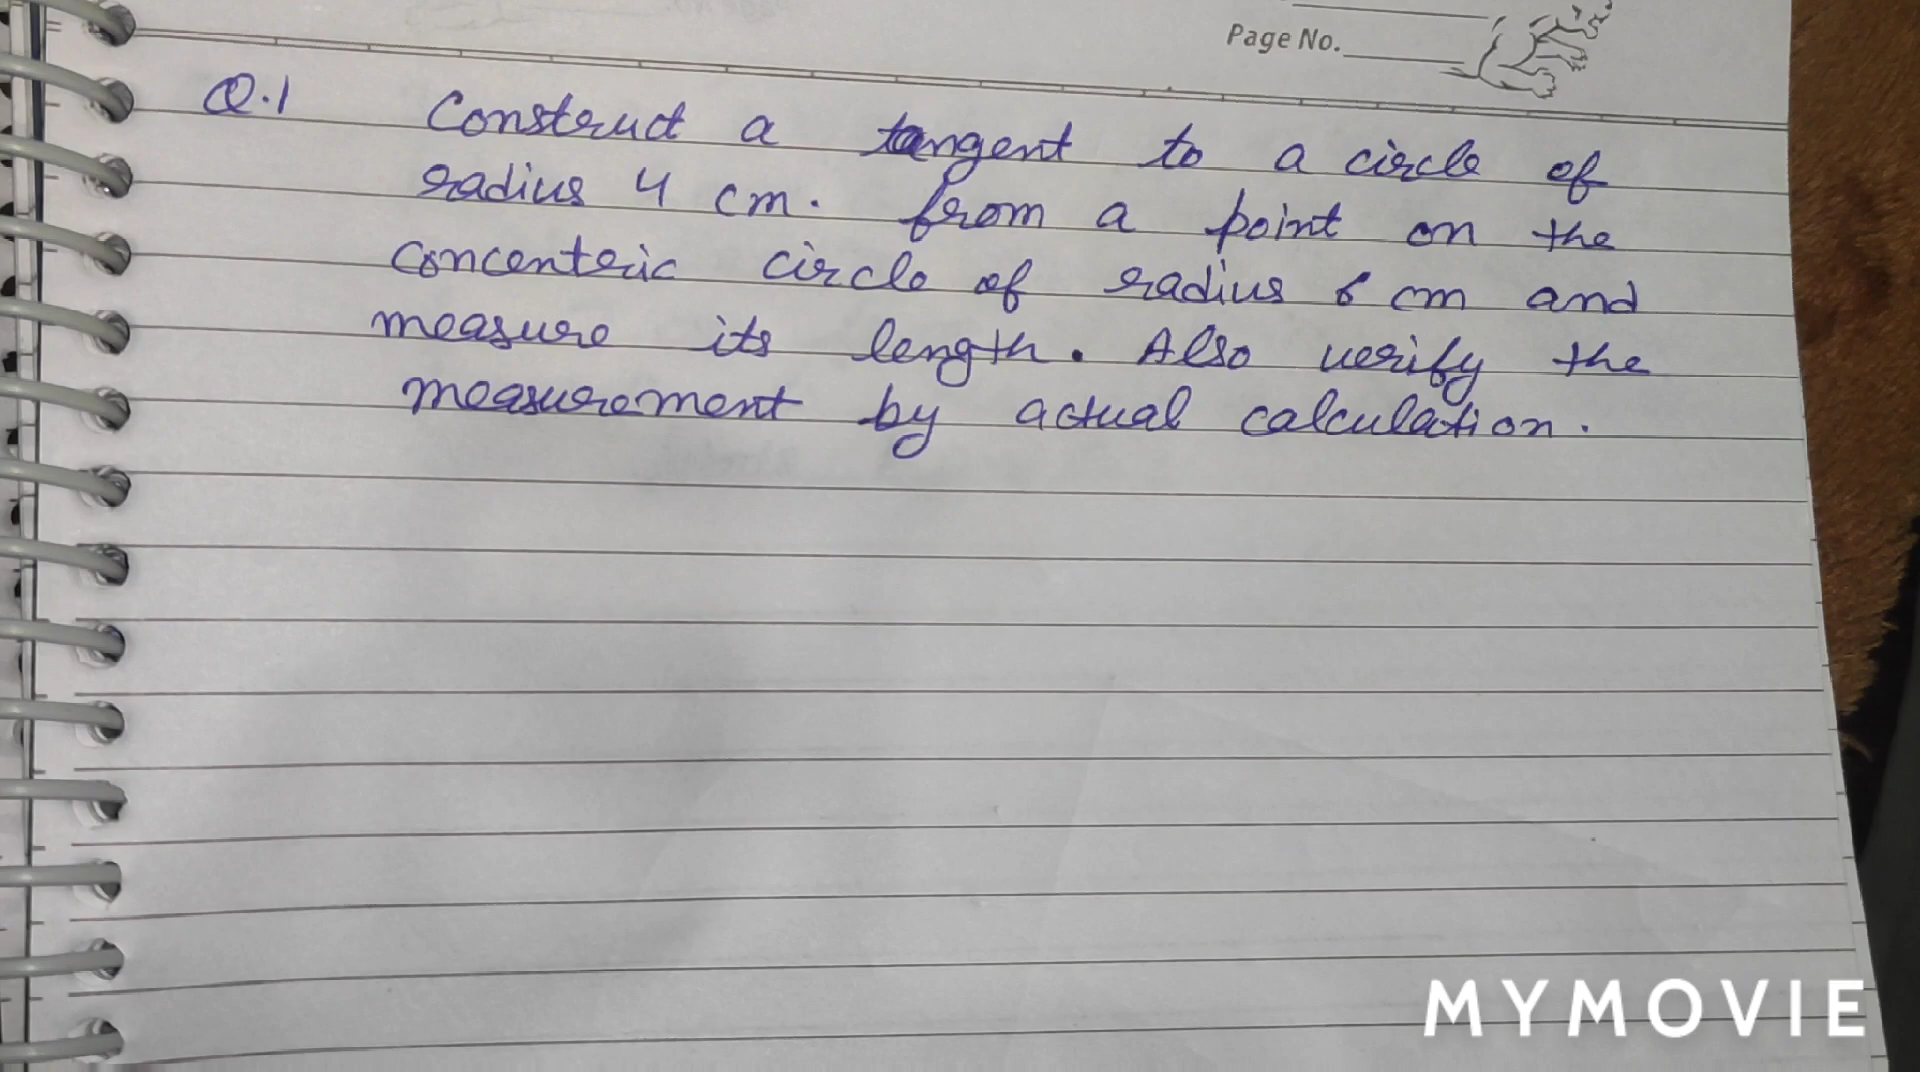 Page No.
Q.1 Construct a tangent to a circle of
radius 4 cm. from a point on the
concentric circle of radius 6 cm and
measure its length. Also verify the
measurement by actual calculation.
MYMOVIE